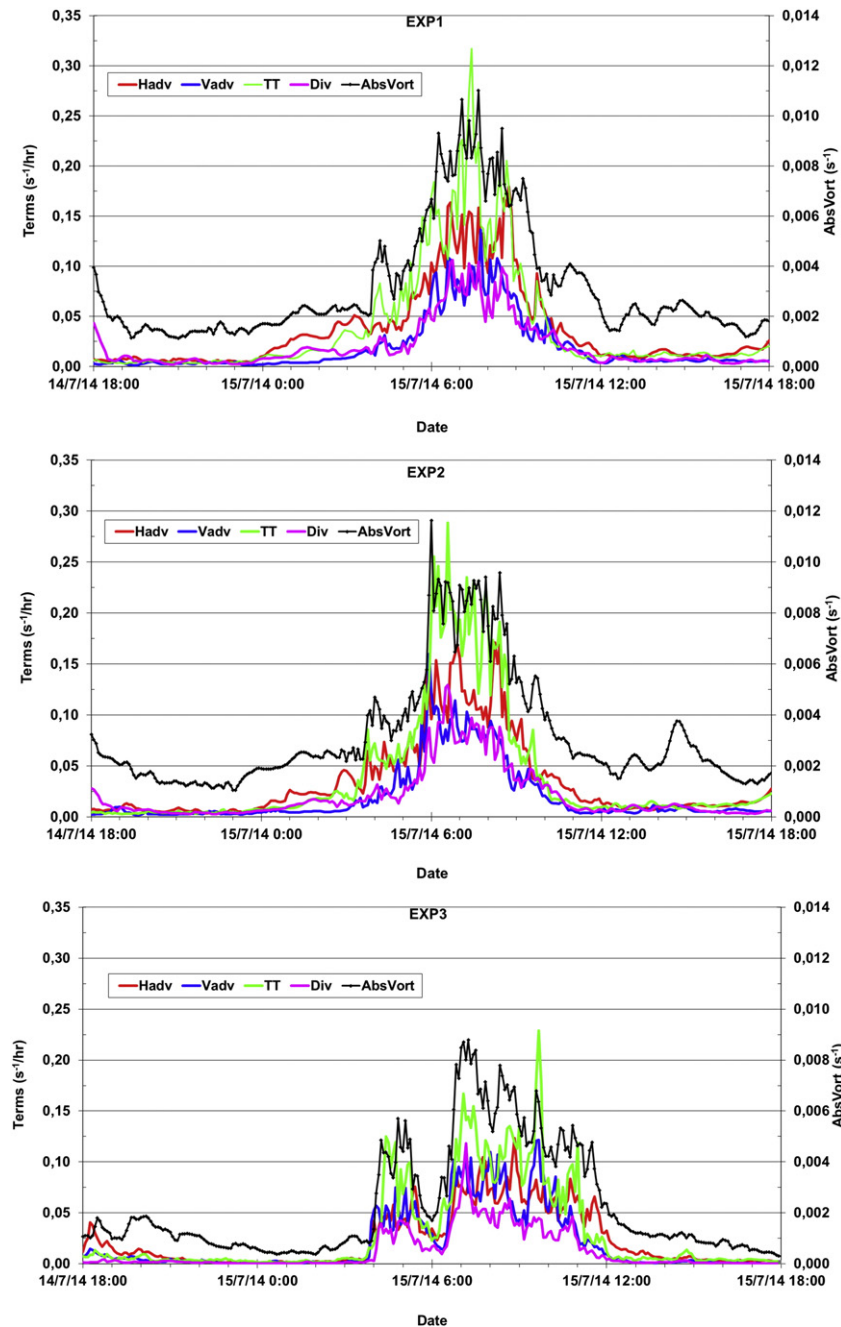 EXP1
0,35
0,30
0,25
0,20
0,15
0,10
0,05
0,00
Terms (s⁻¹/hr)
Hadv Vadv TT Div AbsVort
0,014
0,012
0,010
0,008
0,006
0,004
0,002
0,000
AbsVort (s⁻¹)
14/7/14 18:00 15/7/14 0:00 15/7/14 6:00 15/7/14 12:00 15/7/14 18:00
Date
EXP2
0,35
0,30
0,25
0,20
0,15
0,10
0,05
0,00
Terms (s⁻¹/hr)
Hadv Vadv TT Div AbsVort
0,014
0,012
0,010
0,008
0,006
0,004
0,002
0,000
AbsVort (s⁻¹)
14/7/14 18:00 15/7/14 0:00 15/7/14 6:00 15/7/14 12:00 15/7/14 18:00
Date
EXP3
0,35
0,30
0,25
0,20
0,15
0,10
0,05
0,00
Terms (s⁻¹/hr)
Hadv Vadv TT Div AbsVort
0,014
0,012
0,010
0,008
0,006
0,004
0,002
0,000
AbsVort (s⁻¹)
14/7/14 18:00 15/7/14 0:00 15/7/14 6:00 15/7/14 12:00 15/7/14 18:00
Date